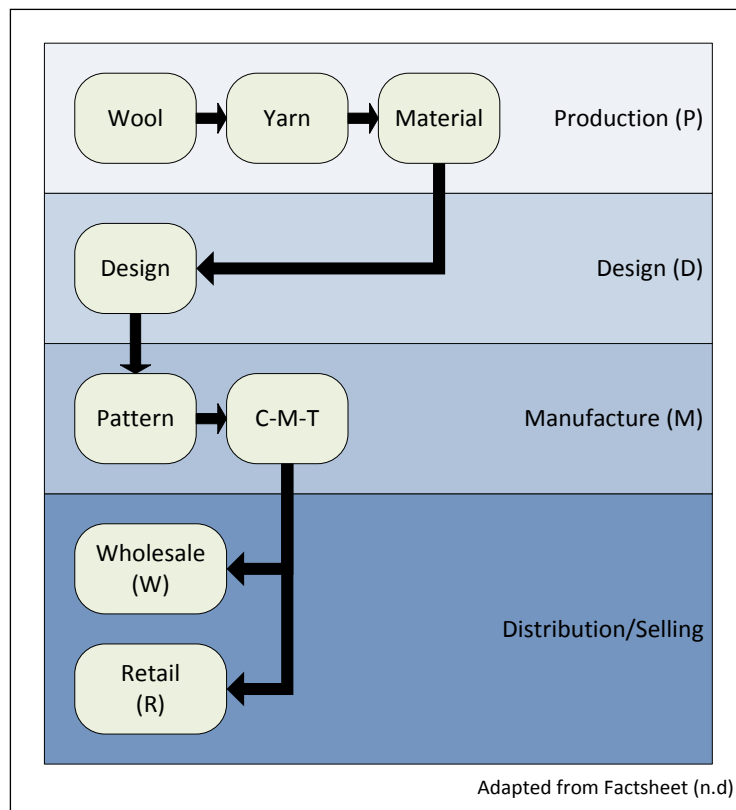 Wool
Yarn
Material
Production (P)
Design
Design (D)
Pattern
C-M-T
Manufacture (M)
Wholesale
(W)
Distribution/Selling
Retail
(R)
Adapted from Factsheet (n.d)